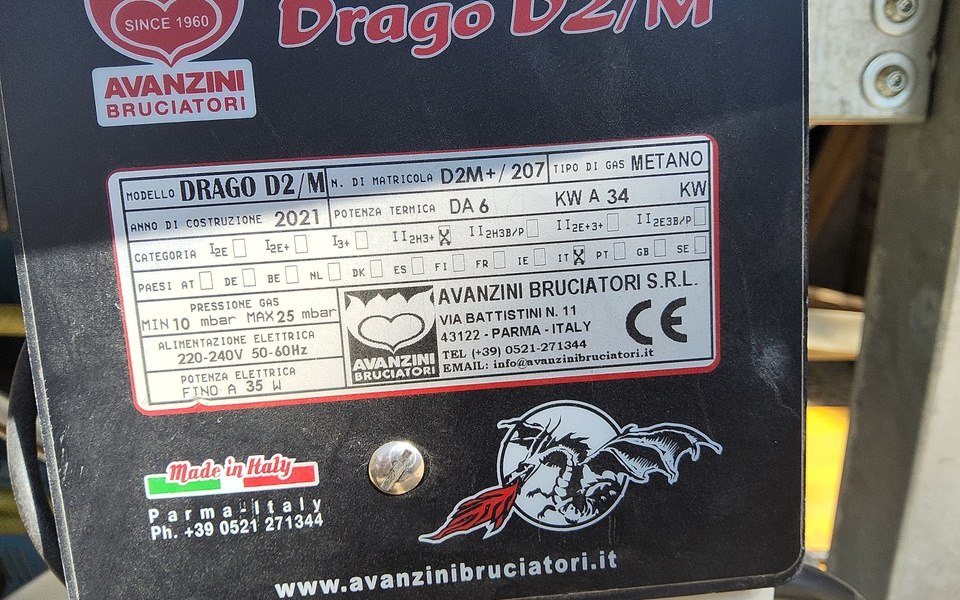 SINCE 1960
AVANZINI
BRUCIATORI
Drago D2/M
MODELLO DRAGO D2/M N. DI MATRICOLA D2M+/207 TIPO DI GAS METANO
ANNO DI COSTRUZIONE 2021 POTENZA TERMICA DA 6 KW A 34 KW
CATEGORIA I2E I2E+ I3+ II2H3+ X II2H3B/P II2E+3+ II2E3B/P
PAESI AT DE BE NL DK ES FI FR IE IT X PT GB SE
PRESSIONE GAS
MIN 10 mbar MAX 25 mbar
ALIMENTAZIONE ELETTRICA
220-240V 50-60Hz
POTENZA ELETTRICA
FINO A 35 W
AVANZINI
BRUCIATORI
AVANZINI BRUCIATORI S.R.L.
VIA BATTISTINI N. 11
43122 - PARMA - ITALY
TEL (+39) 0521-271344
EMAIL: info@avanzinibruciatori.it
CE
Made in Italy
Parma-Italy
Ph. +39 0521 271344
www.avanzinibruciatori.it